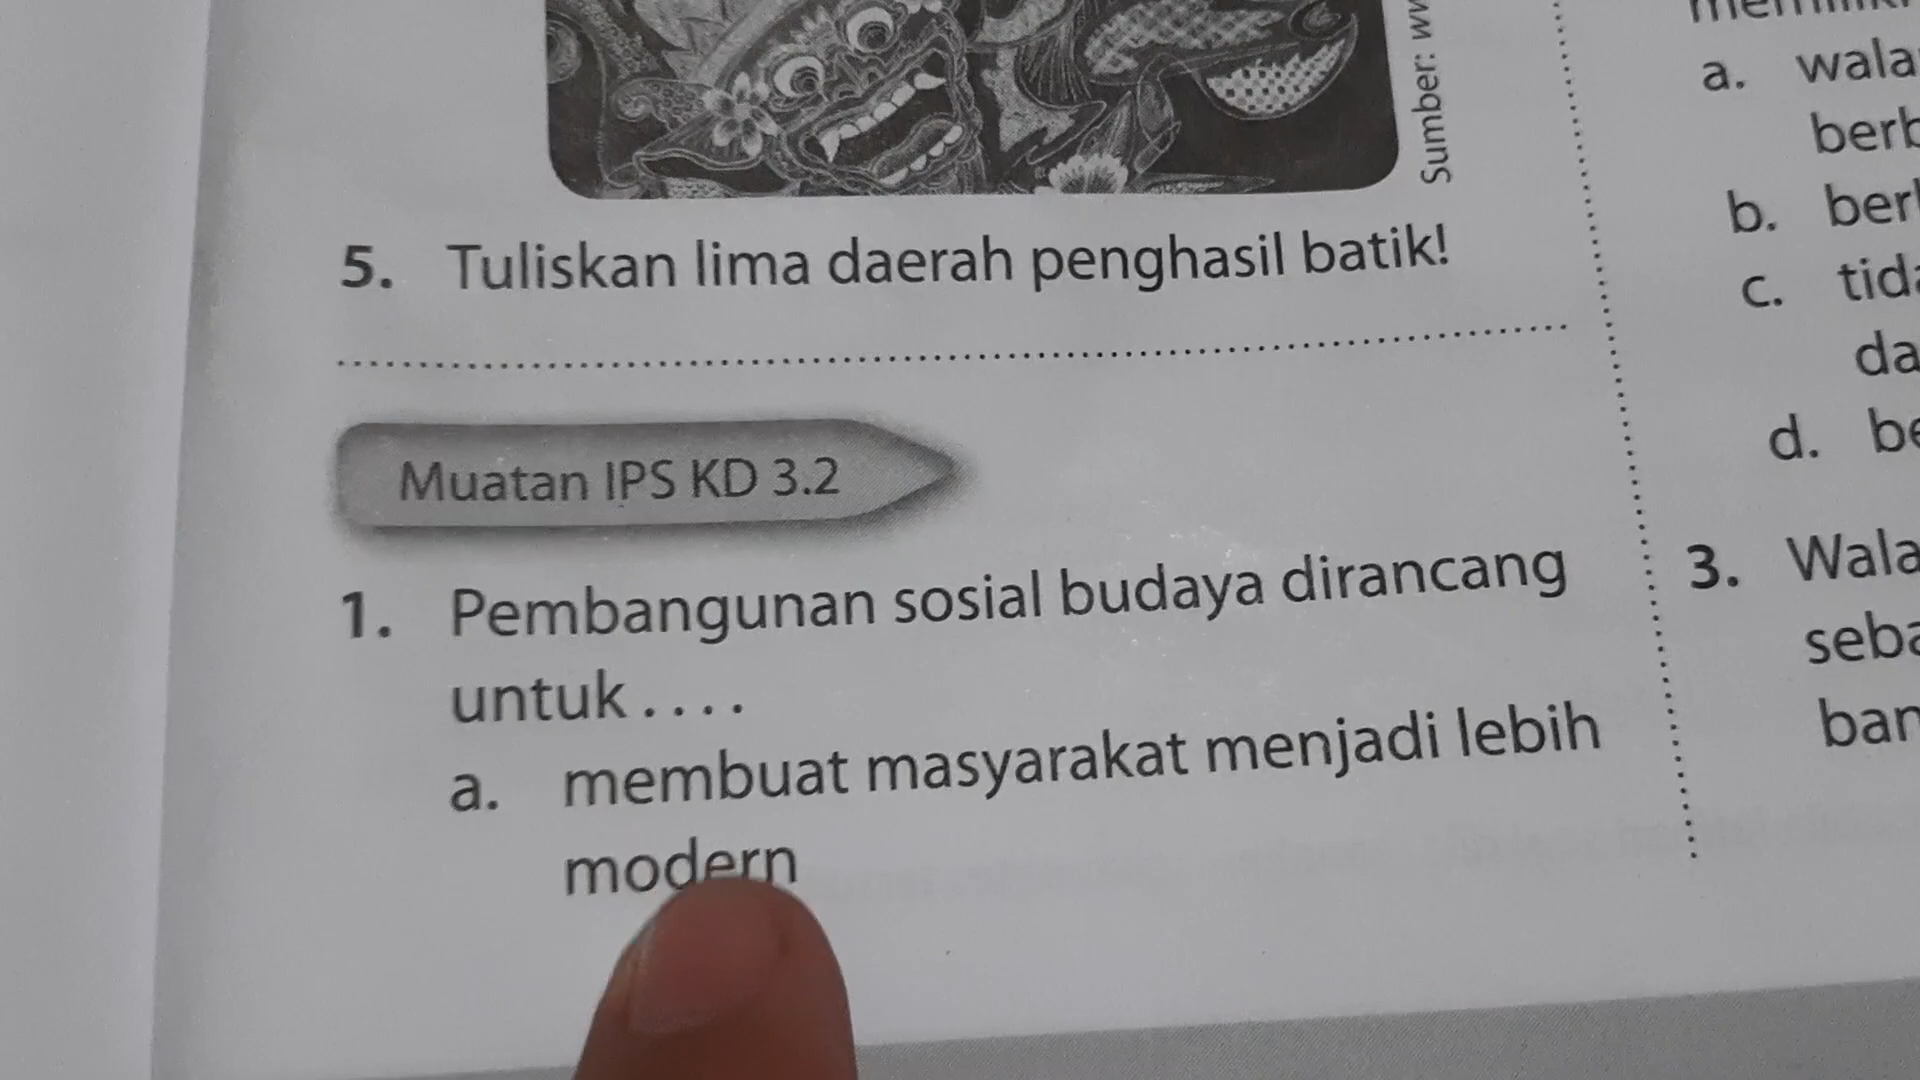 Sumber:
5. Tuliskan lima daerah penghasil batik!
Muatan IPS KD 3.2
1. Pembangunan sosial budaya dirancang
untuk . . . .
a. membuat masyarakat menjadi lebih
modern
a.
b.
c.
d.
3.